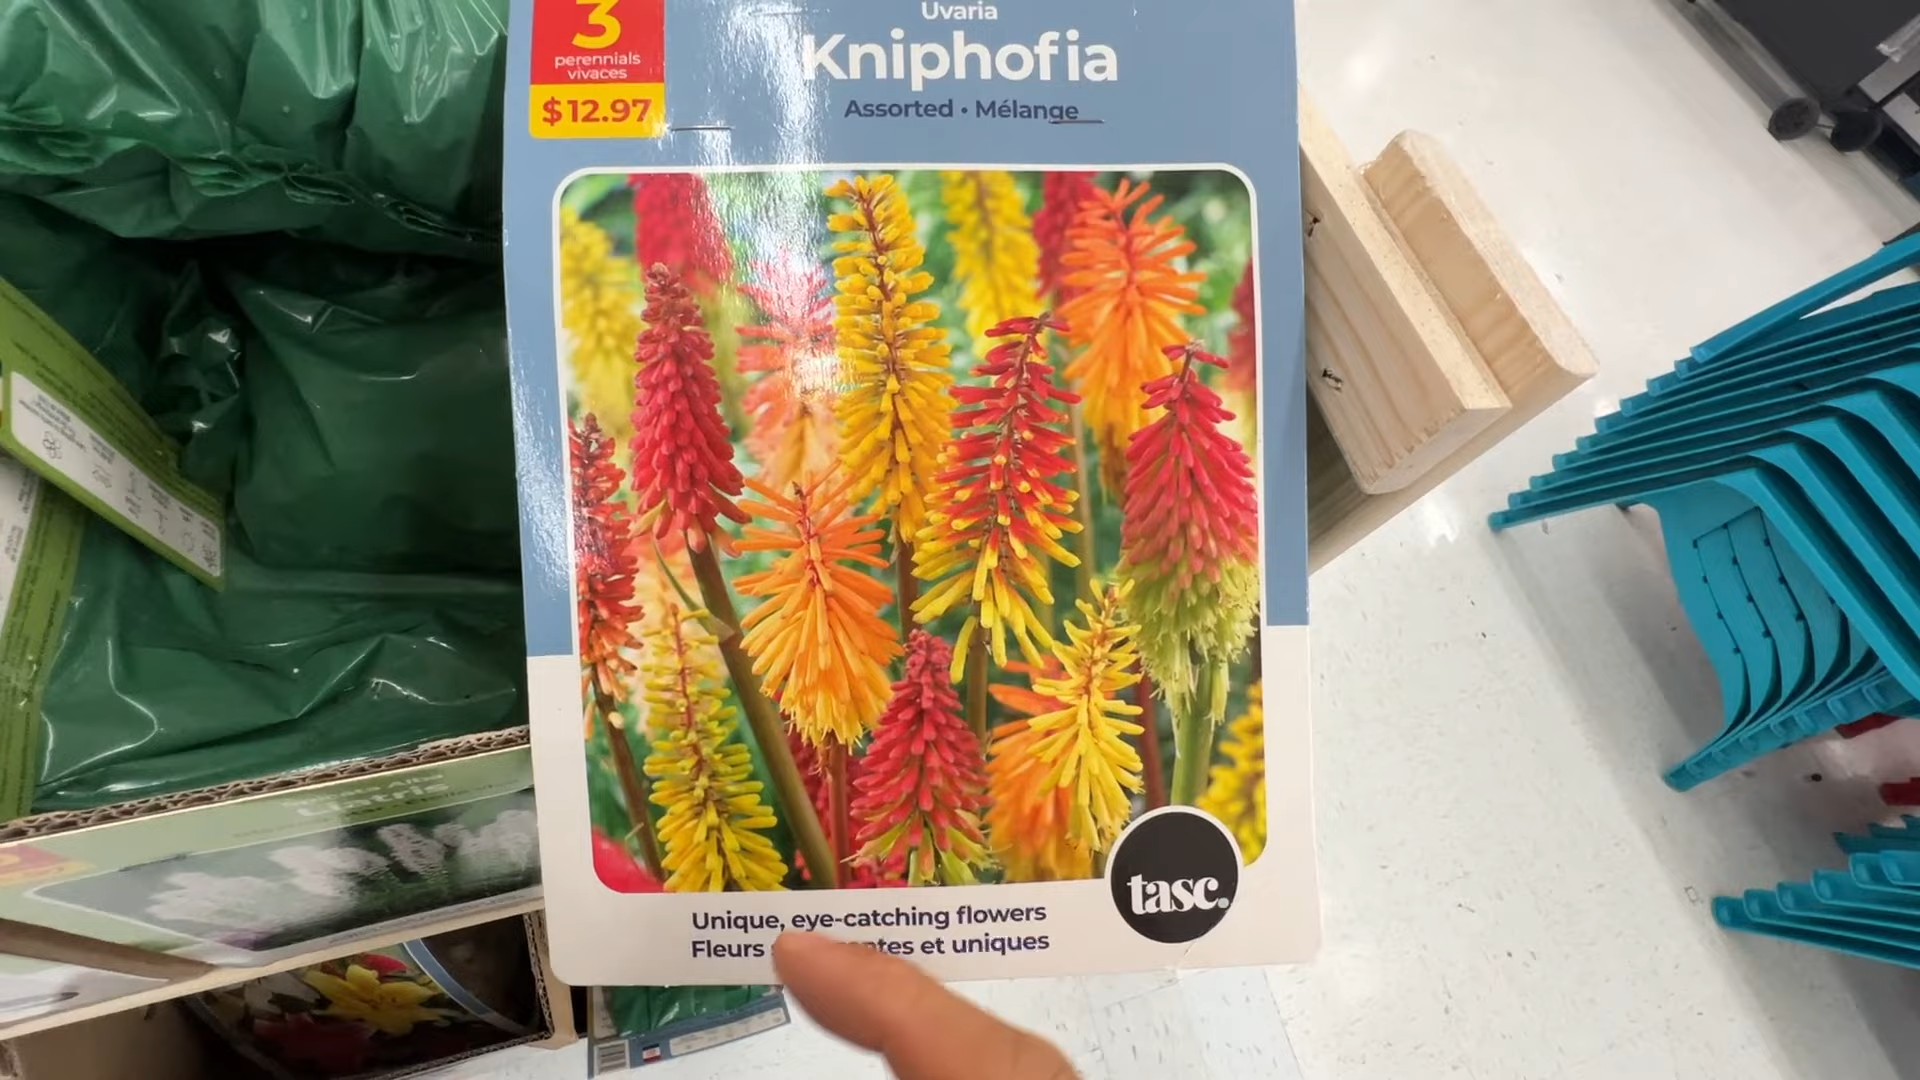 3
perennials
vivaces
$12.97
Uvaria
Kniphofia
Assorted • Mélange
tasc.
Unique, eye-catching flowers
Fleurs et uniques